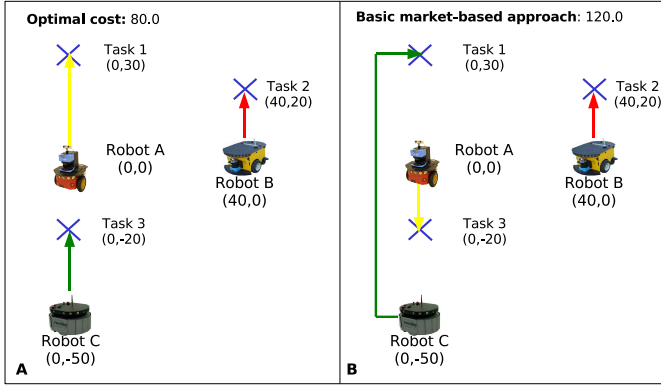 Optimal cost: 80.0
Task 1
(0,30)
Task 2
(40,20)
Robot A
(0,0)
Robot B
(40,0)
Task 3
(0,-20)
Robot C
(0,-50)
A
Basic market-based approach: 120.0
Task 1
(0,30)
Task 2
(40,20)
Robot A
(0,0)
Robot B
(40,0)
Task 3
(0,-20)
Robot C
(0,-50)
B